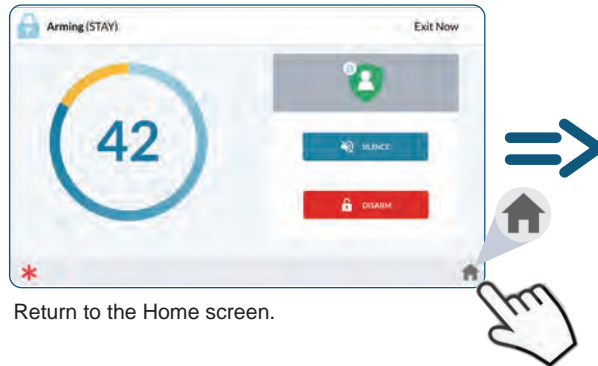 Arming (STAY)
Exit Now
42
SILENCE
DISARM
*
Return to the Home screen.